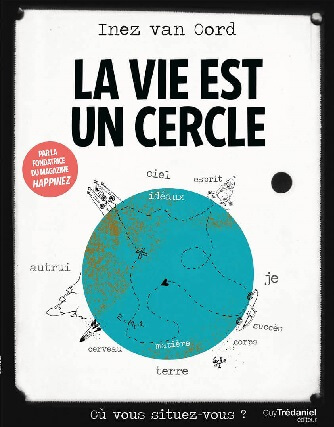 Inez van Oord
LA VIE EST
UN CERCLE
PAR LA
FONDATRICE
DU MAGAZINE
HAPPINEZ
ciel
esprit
idéaux
autrui
je
succès
corps
matière
cerveau
terre
Où vous situez-vous ?
Guy Trédaniel
éditeur